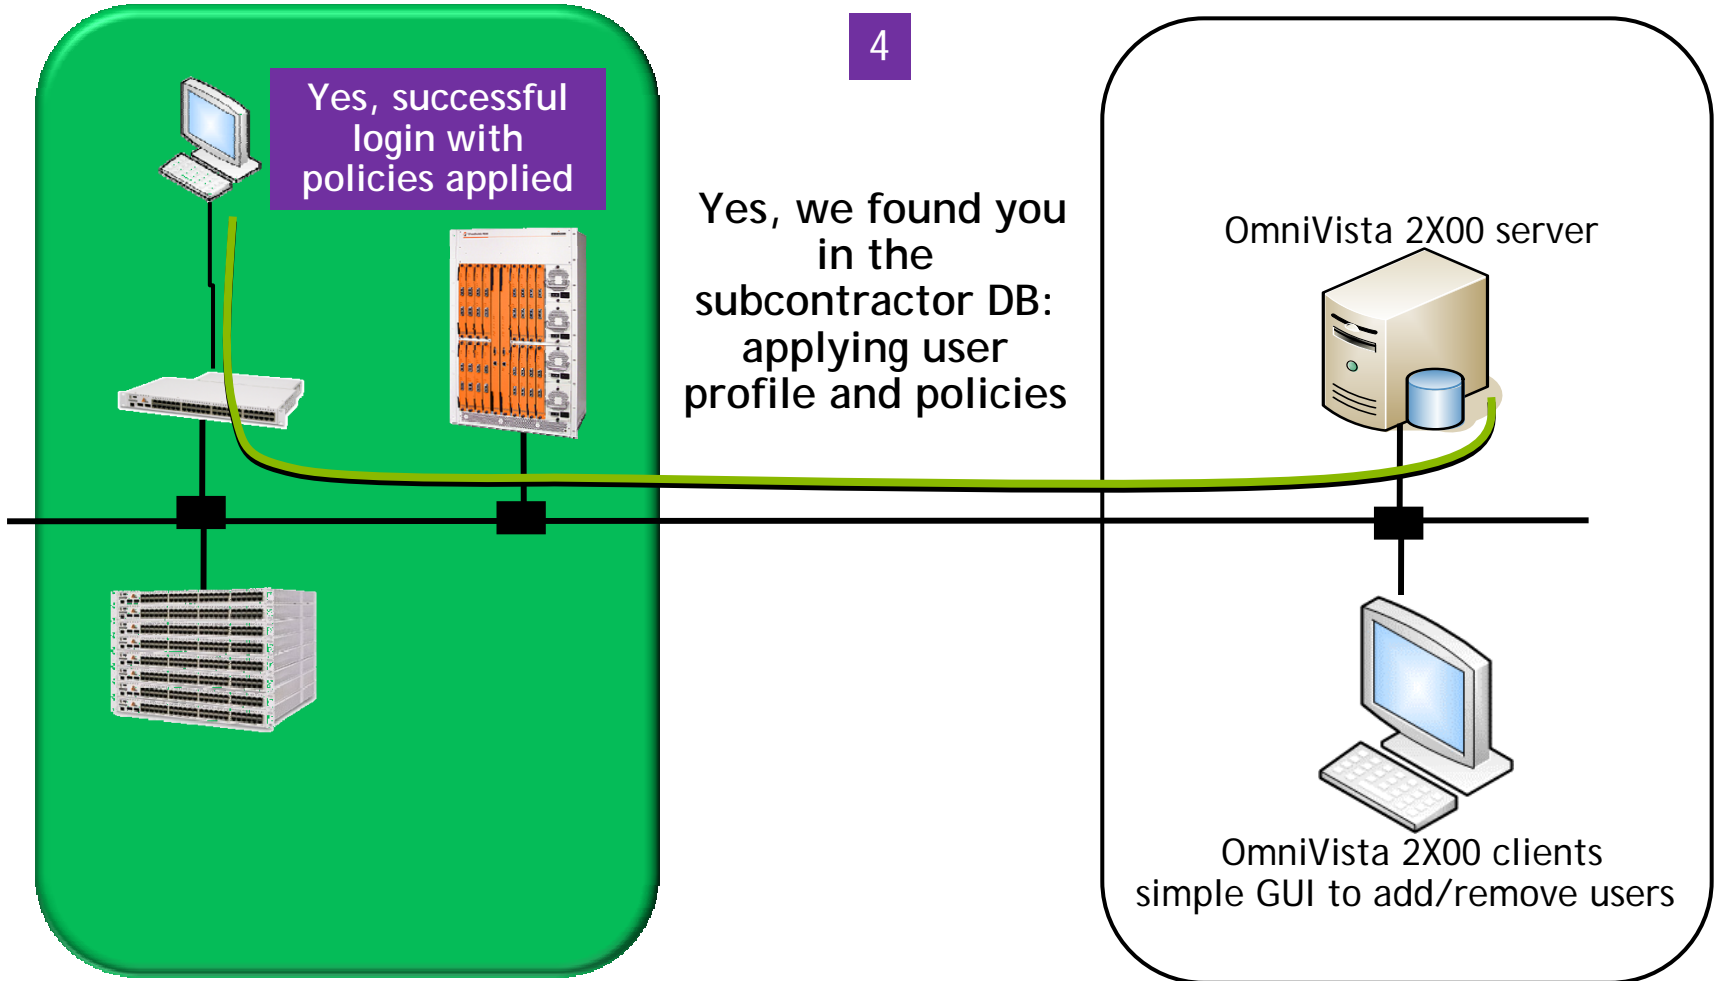 4
Yes, successful
login with
policies applied
Yes, we found you
in the
subcontractor DB:
applying user
profile and policies
OmniVista 2X00 server
OmniVista 2X00 clients
simple GUI to add/remove users